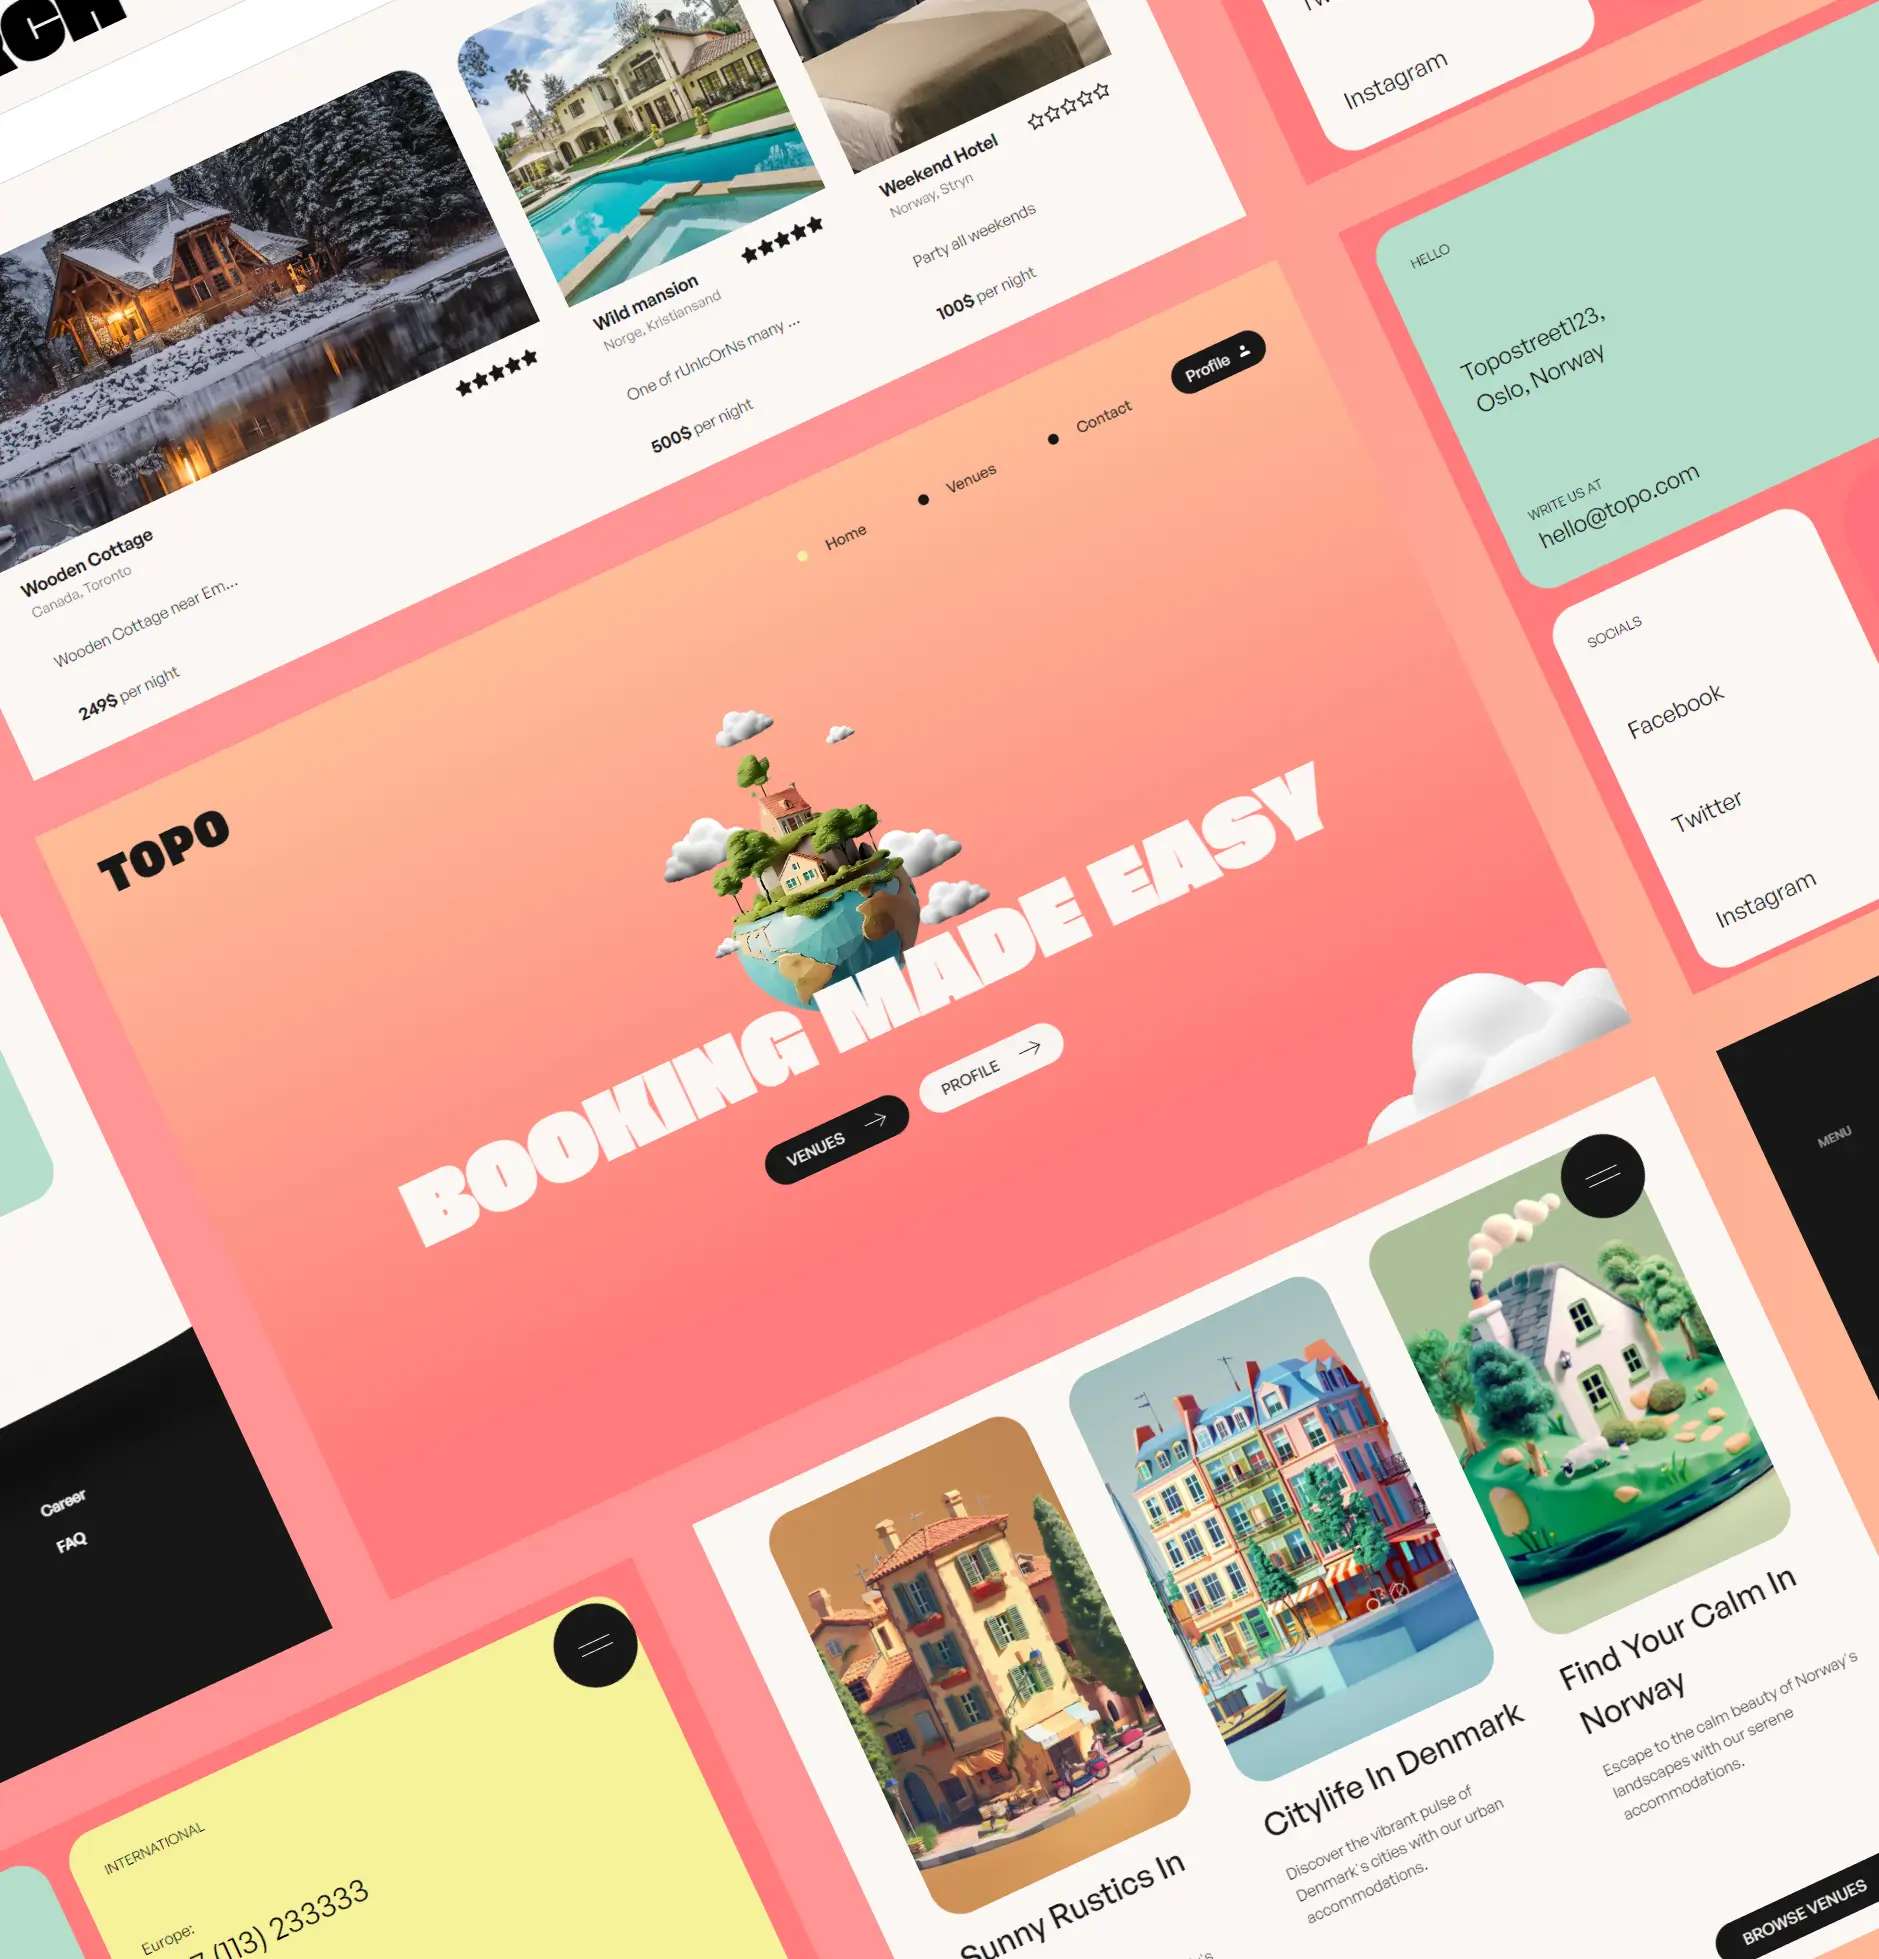 Wooden Cottage
Canada, Toronto
Wooden Cottage near Em...
249$ per night
Wild mansion
Norge, Kristiansand
One of rUnIcOrNs many ...
500$ per night
Weekend Hotel
Norway, Stryn
Party all weekends
100$ per night
Instagram
HELLO
Topostreet123,
Oslo, Norway
WRITE US AT
hello@topo.com
SOCIALS
Facebook
Twitter
Instagram
TOPO
Home
Venues
Contact
Profile
BOOKING MADE EASY
VENUES
PROFILE
MENU
Career
FAQ
INTERNATIONAL
Europe:
(113) 233333
Sunny Rustics In
Citylife In Denmark
Discover the vibrant pulse of
Denmark's cities with our urban
accommodations.
Find Your Calm In
Norway
Escape to the calm beauty of Norway's
landscapes with our serene
accommodations.
BROWSE VENUES